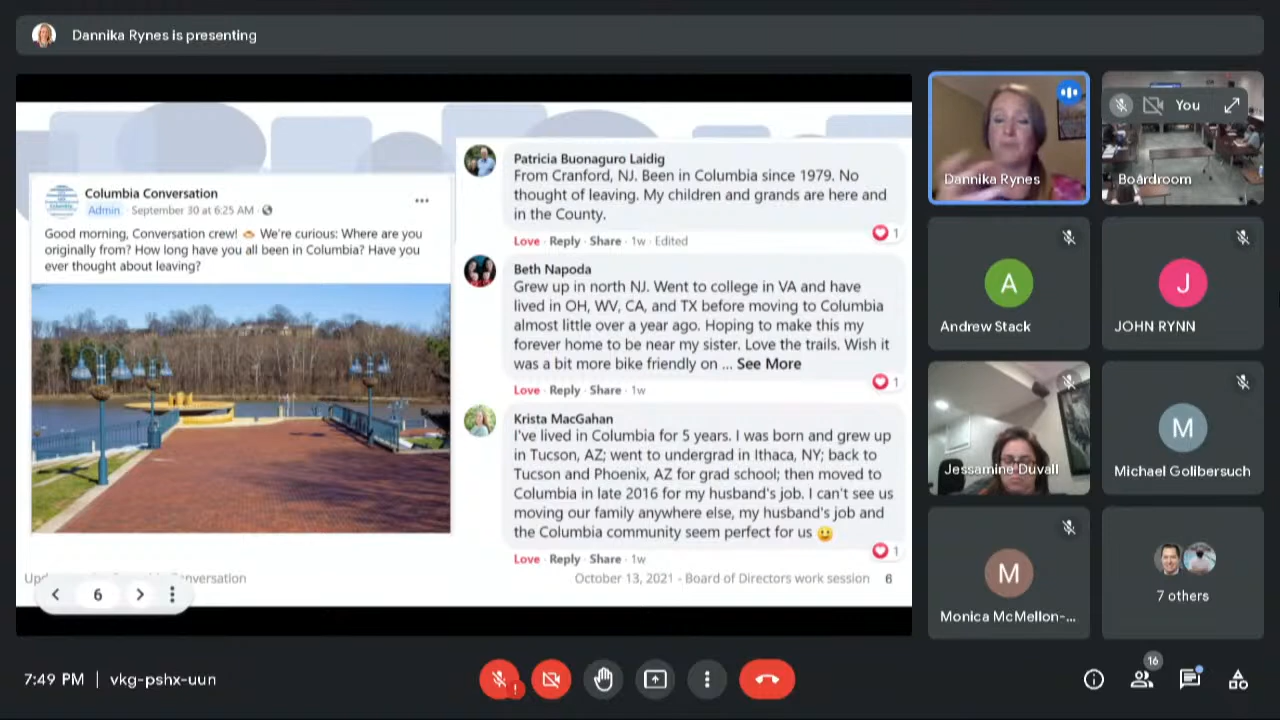 Dannika Rynes is presenting
Columbia Conversation
Admin · September 30 at 6:25 AM ·
Good morning, Conversation crew! We're curious: Where are you
originally from? How long have you all been in Columbia? Have you
ever thought about leaving?
Patricia Buonaguro Laidig
From Cranford, NJ. Been in Columbia since 1979. No
thought of leaving. My children and grands are here and
in the County.
1
Love · Reply · Share · 1w · Edited
Beth Napoda
Grew up in north NJ. Went to college in VA and have
lived in OH, WV, CA, and TX before moving to Columbia
almost little over a year ago. Hoping to make this my
forever home to be near my sister. Love the trails. Wish it
was a bit more bike friendly on ... See More
1
Love · Reply · Share · 1w
Krista MacGahan
I've lived in Columbia for 5 years. I was born and grew up
in Tucson, AZ; went to undergrad in Ithaca, NY; back to
Tucson and Phoenix, AZ for grad school; then moved to
Columbia in late 2016 for my husband's job. I can't see us
moving our family anywhere else, my husband's job and
the Columbia community seem perfect for us
1
Love · Reply · Share · 1w
October 13, 2021 - Board of Directors work session 6
nversation
6
Dannika Rynes
You
Boardroom
A
Andrew Stack
J
JOHN RYNN
Jessamine Duvall
M
Michael Golibersuch
M
Monica McMellon-...
7 others
7:49 PM | vkg-pshx-uun
!
16